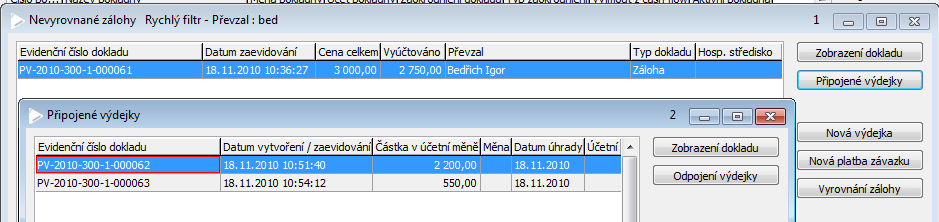 Nevyrovnané zálohy Rychlý filtr - Převzal : bed 1
Evidenční číslo dokladu Datum zaevidování Cena celkem Vyúčtováno Převzal Typ dokladu Hosp. středisko
PV-2010-300-1-000061 18.11.2010 10:36:27 3 000,00 2 750,00 Bedřich Igor Záloha
Zobrazení dokladu
Připojené výdejky
Nová výdejka
Nová platba závazku
Vyrovnání zálohy
Připojené výdejky 2
Evidenční číslo dokladu Datum vytvoření / zaevidování Částka v účetní měně Měna Datum úhrady Účetní
PV-2010-300-1-000062 18.11.2010 10:51:40 2 200,00 18.11.2010
PV-2010-300-1-000063 18.11.2010 10:54:12 550,00 18.11.2010
Zobrazení dokladu
Odpojení výdejky